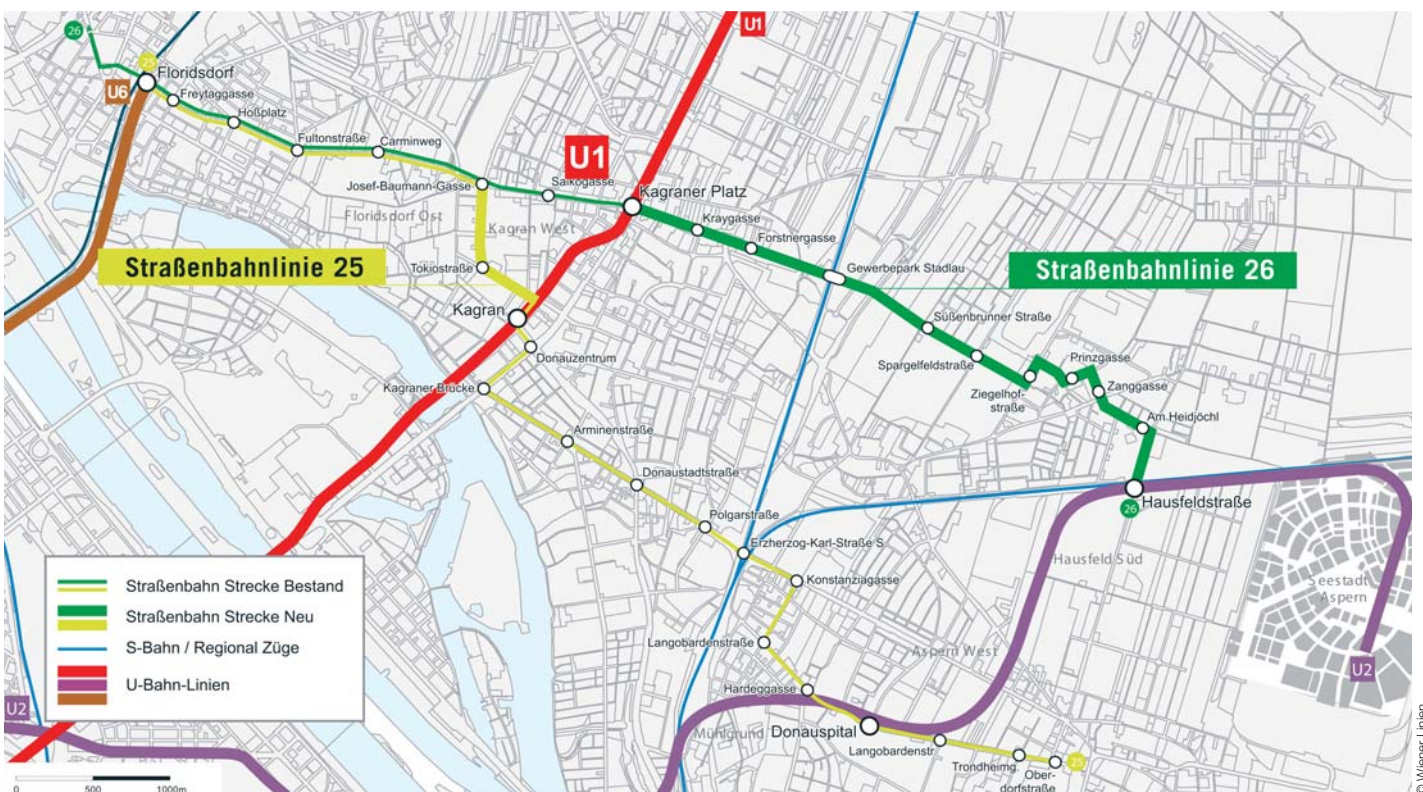 U1
26
25
Floridsdorf
U6
Freytaggasse
Hoßplatz
Fultonstraße
Carminweg
U1
Josef-Baumann-Gasse
Saikogasse
Kagraner Platz
Floridsdorf Ost
Kagran West
Kraygasse
Forstnergasse
Straßenbahnlinie 25
Tokiostraße
Gewerbepark Stadlau
Straßenbahnlinie 26
Kagran
Süßenbrunner Straße
Donauzentrum
Spargelfeldstraße
Prinzgasse
Kagraner Brücke
Ziegelhof-
straße
Zanggasse
Am Heidjöchl
Arminenstraße
Donaustadtstraße
Hausfeldstraße
26
Polgarstraße
Erzherzog-Karl-Straße S.
Hausfeld Süd
Konstanziagasse
Seestadt
Aspern
Straßenbahn Strecke Bestand
Straßenbahn Strecke Neu
S-Bahn / Regional Züge
U-Bahn-Linien
Langobardenstraße
Aspern West
U2
Hardeggasse
U2
Mühlgrund
Donauspital
Langobardenstr.
Trondheimg.
Ober-
dorfstraße
25
0 500 1000m
© Wiener Linien